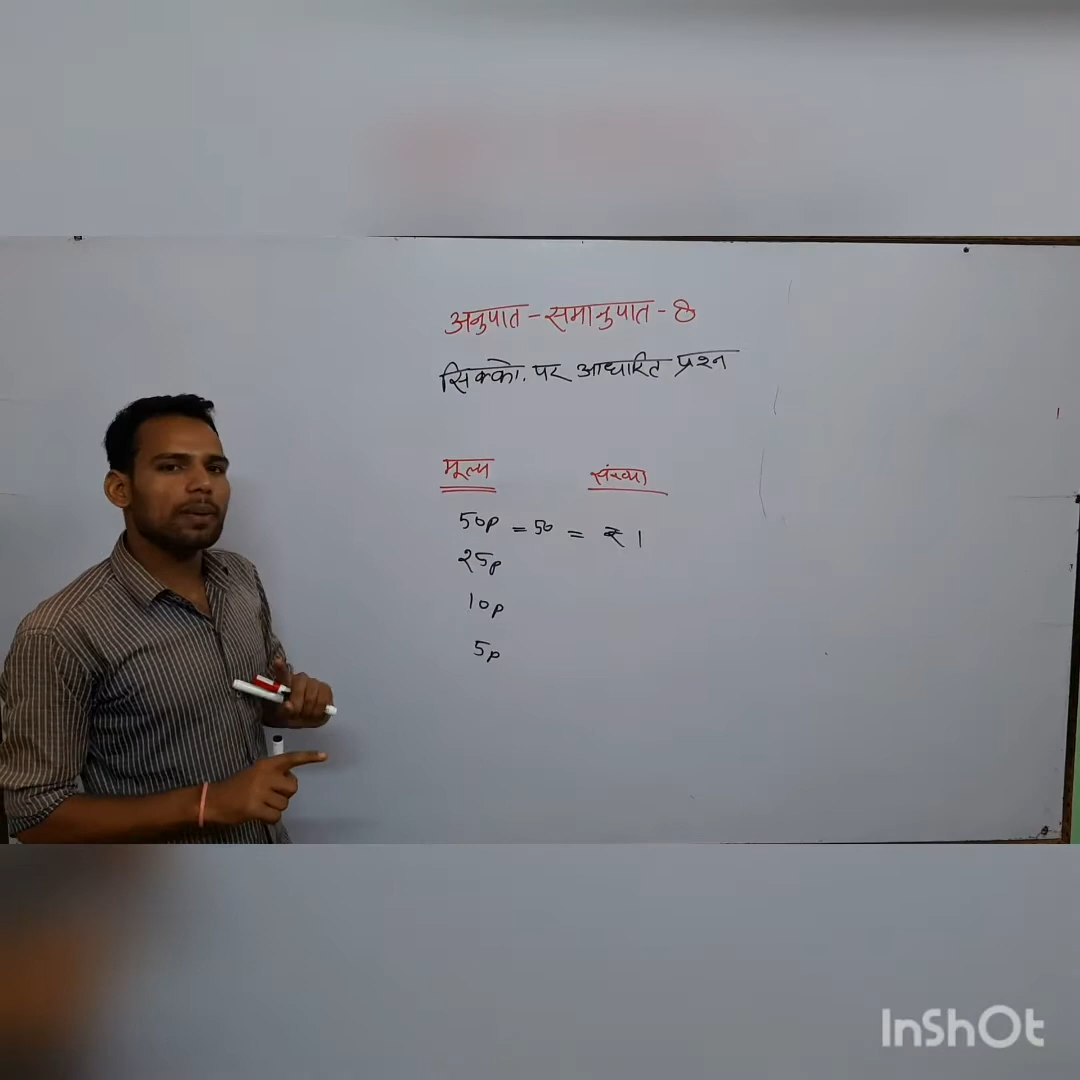 अनुपात - समानुपात - 8
सिक्को पर आधारित प्रश्न
मूल्य संख्या
50p = 50 = ₹ 1
25p
10p
5p
InShOt